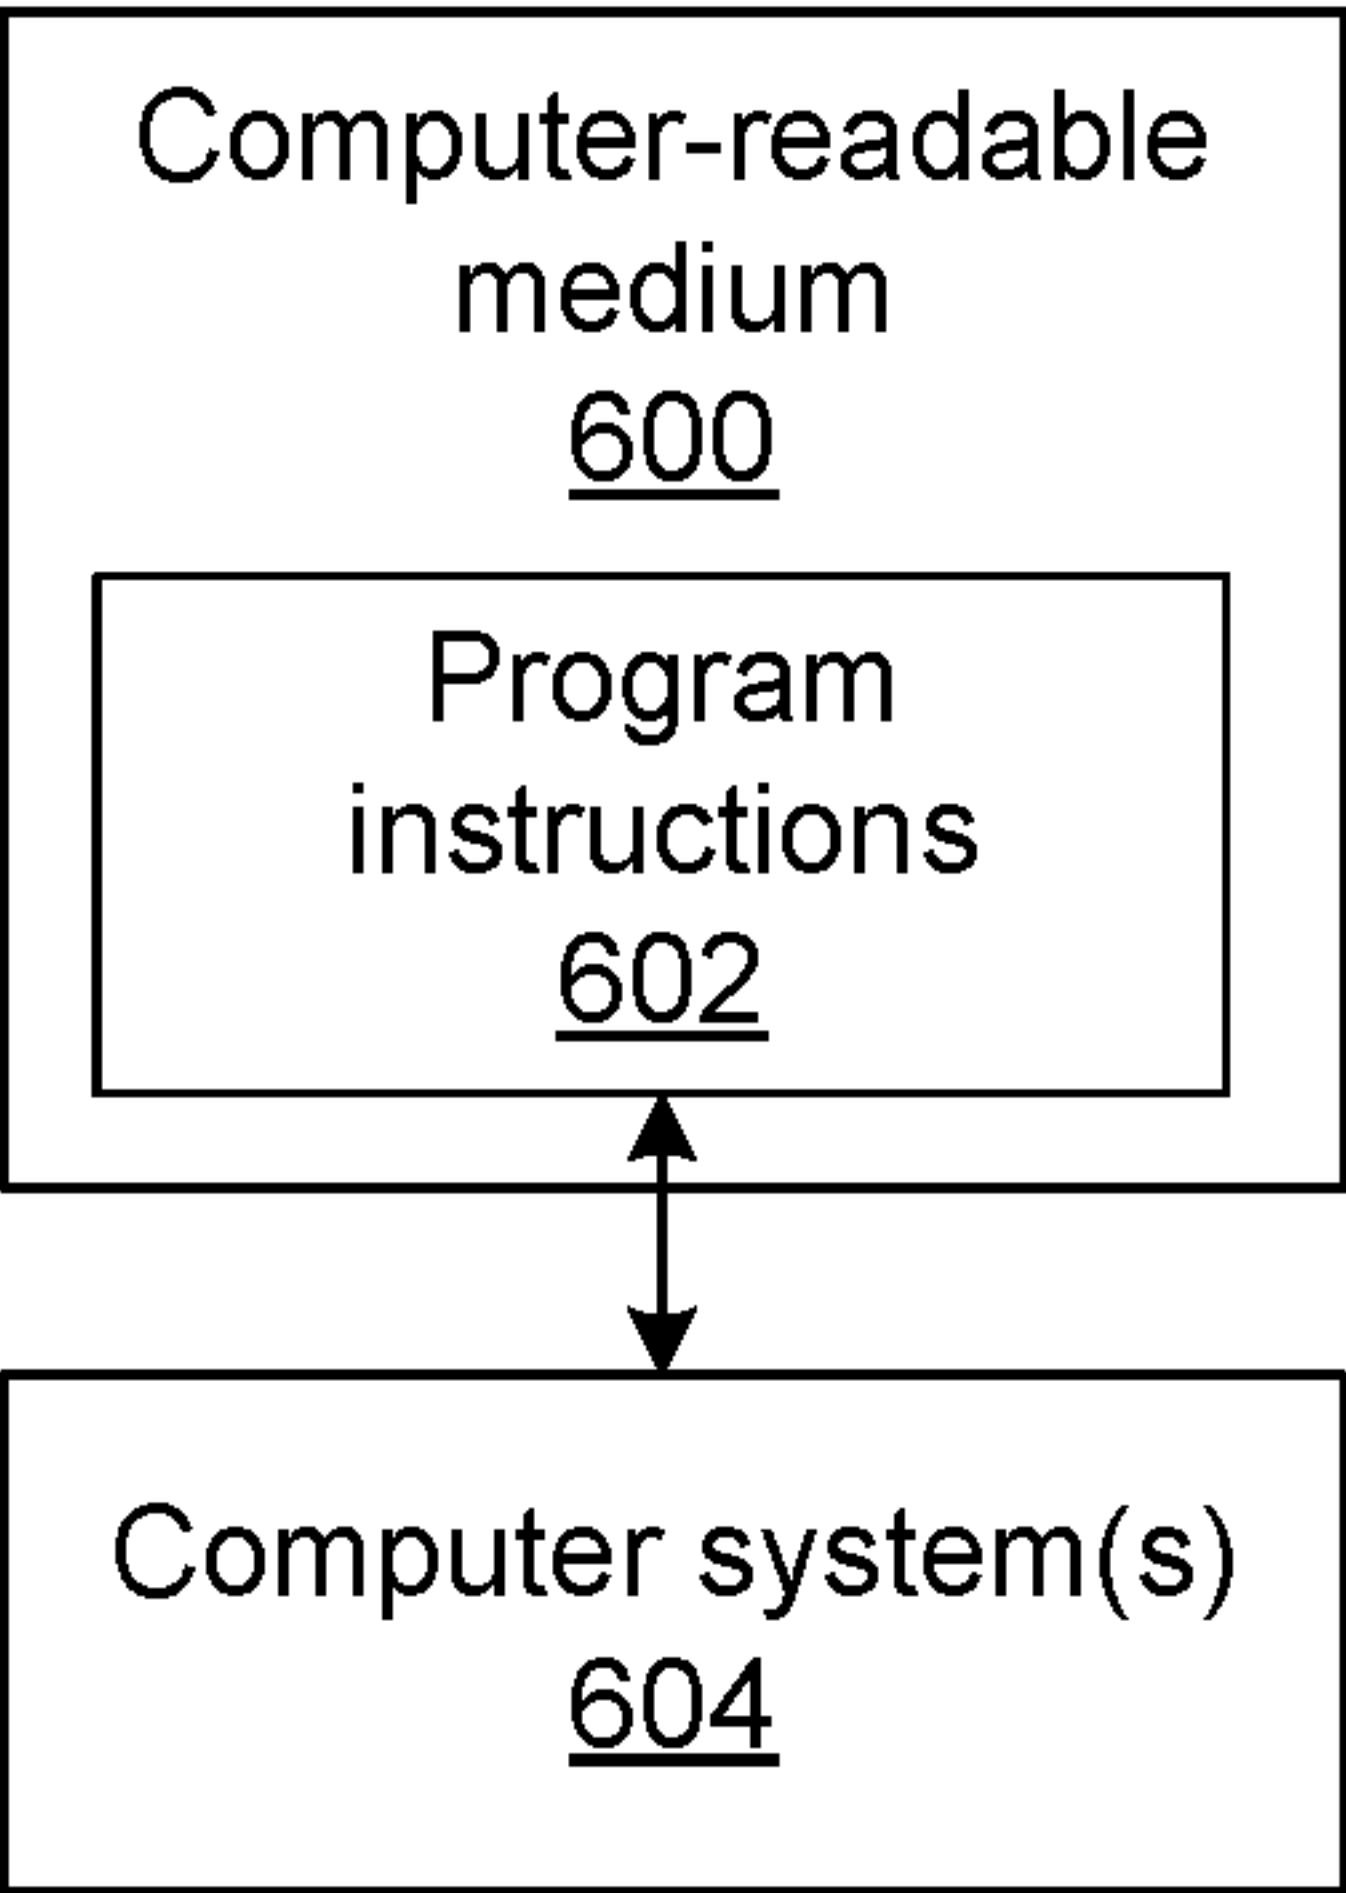 Computer-readable
medium
600
Program
instructions
602
Computer system(s)
604